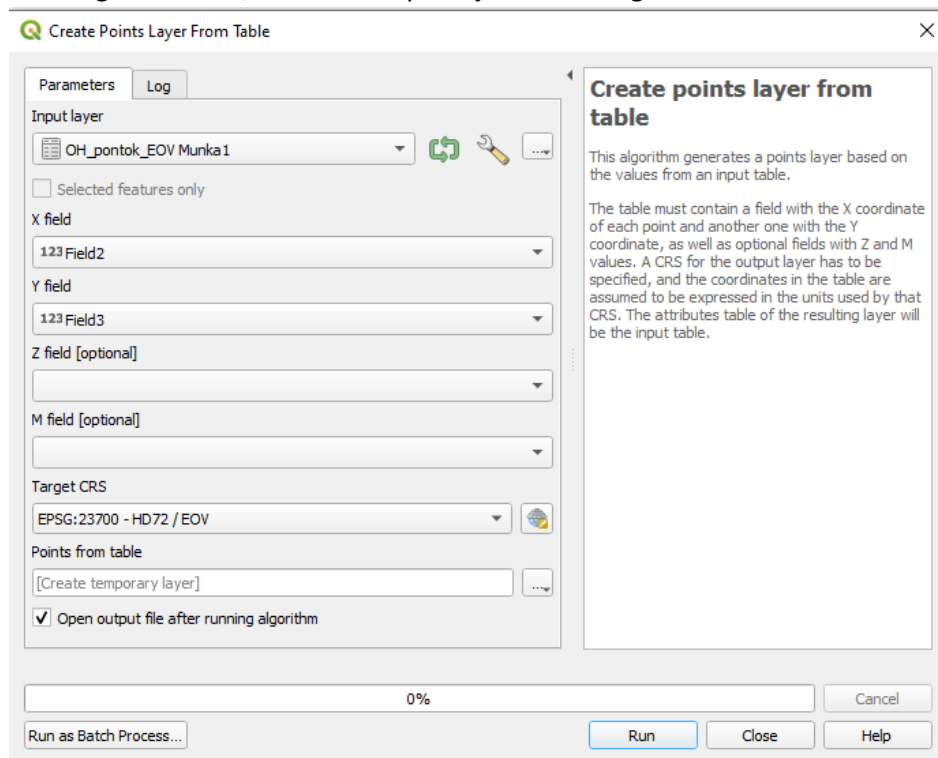 Create Points Layer From Table
Parameters
Log
Input layer
OH_pontok_EOV Munka1
...
Selected features only
X field
123 Field2
Y field
123 Field3
Z field [optional]
M field [optional]
Target CRS
EPSG:23700 - HD72 / EOV
Points from table
[Create temporary layer]
...
Open output file after running algorithm
Create points layer from
table
This algorithm generates a points layer based on
the values from an input table.
The table must contain a field with the X coordinate
of each point and another one with the Y
coordinate, as well as optional fields with Z and M
values. A CRS for the output layer has to be
specified, and the coordinates in the table are
assumed to be expressed in the units used by that
CRS. The attributes table of the resulting layer will
be the input table.
0%
Cancel
Run as Batch Process...
Run
Close
Help